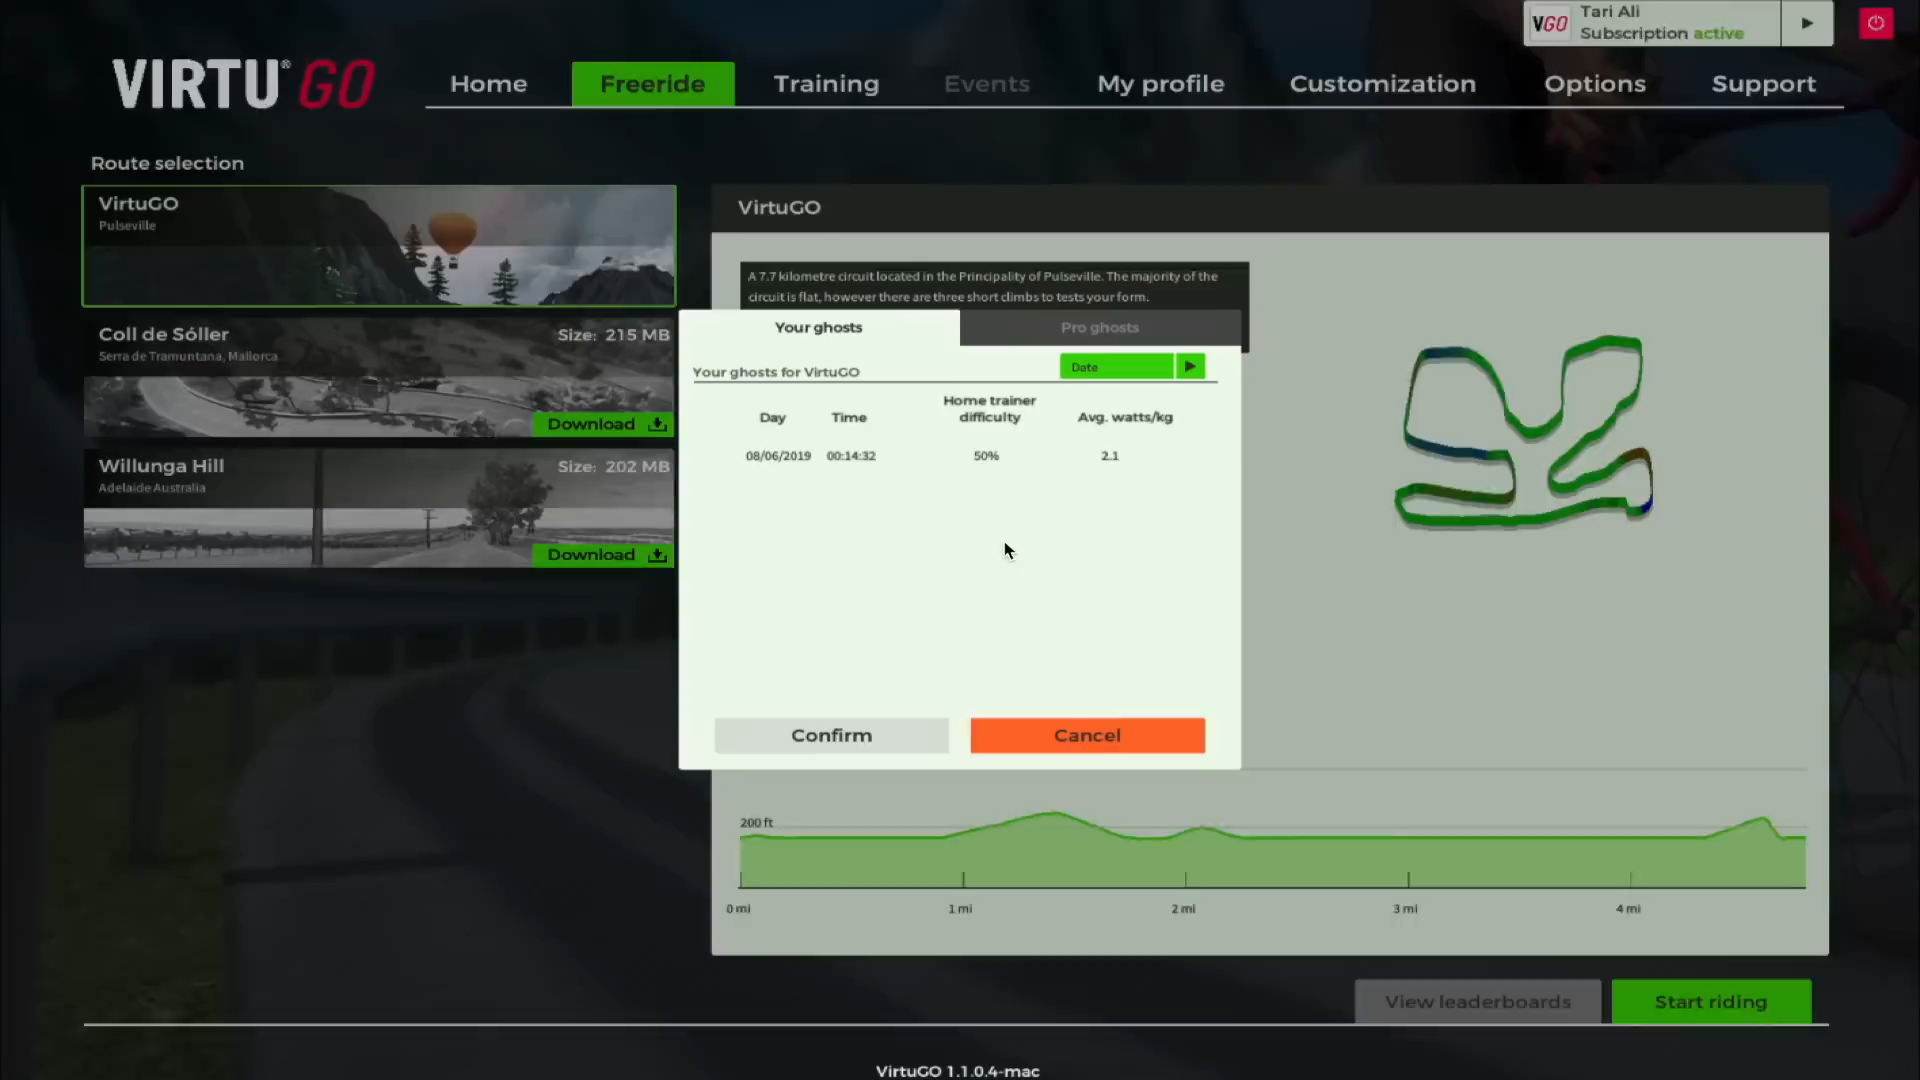 VGO
Tari Ali
Subscription active
VIRTU GO
Home
Freeride
Training
Events
My profile
Customization
Options
Support
Route selection
VirtuGO
Pulseville
Coll de Sóller
Size: 215 MB
Serra de Tramuntana, Mallorca
Download
Willunga Hill
Size: 202 MB
Adelaide Australia
Download
VirtuGO
A 7.7 kilometre circuit located in the Principality of Pulseville. The majority of the
circuit is flat, however there are three short climbs to tests your form.
Your ghosts
Pro ghosts
Your ghosts for VirtuGO
Date
Day
Time
Home trainer
difficulty
Avg. watts/kg
08/06/2019 00:14:32 50% 2.1
Confirm
Cancel
200 ft
0 mi 1 mi 2 mi 3 mi 4 mi
View leaderboards
Start riding
VirtuGO 1.1.0.4-mac